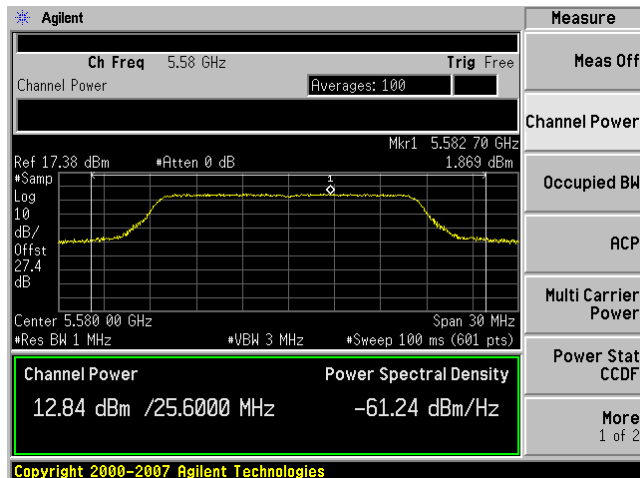 Agilent
Measure
Ch Freq 5.58 GHz Trig Free
Meas Off
Channel Power Averages: 100
Channel Power
Mkr1 5.582 70 GHz
Ref 17.38 dBm #Atten 0 dB 1.869 dBm
#Samp
Log
10
dB/
Offst
27.4
dB
1
Occupied BW
ACP
Multi Carrier
Power
Center 5.580 00 GHz Span 30 MHz
#Res BW 1 MHz #VBW 3 MHz #Sweep 100 ms (601 pts)
Power Stat
CCDF
Channel Power Power Spectral Density
12.84 dBm /25.6000 MHz -61.24 dBm/Hz
More
1 of 2
Copyright 2000-2007 Agilent Technologies